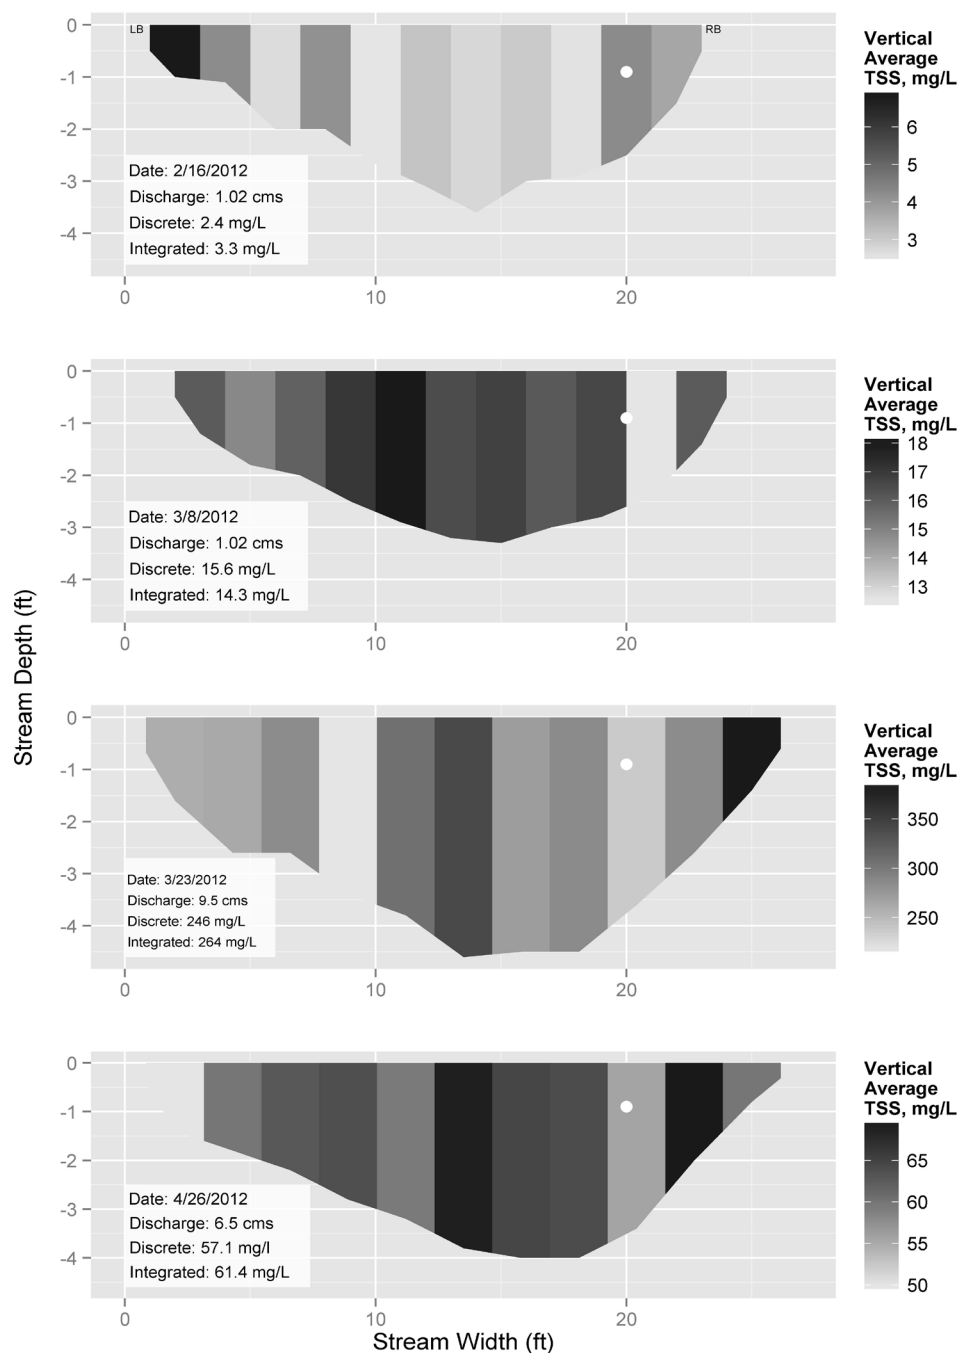 0
-1
-2
-3
-4
LB
RB
Date: 2/16/2012
Discharge: 1.02 cms
Discrete: 2.4 mg/L
Integrated: 3.3 mg/L
0
10
20
Vertical
Average
TSS, mg/L
6
5
4
3
0
-1
-2
-3
-4
Date: 3/8/2012
Discharge: 1.02 cms
Discrete: 15.6 mg/L
Integrated: 14.3 mg/L
0
10
20
Vertical
Average
TSS, mg/L
18
17
16
15
14
13
Stream Depth (ft)
0
-1
-2
-3
-4
Date: 3/23/2012
Discharge: 9.5 cms
Discrete: 246 mg/L
Integrated: 264 mg/L
0
10
20
Vertical
Average
TSS, mg/L
350
300
250
0
-1
-2
-3
-4
Date: 4/26/2012
Discharge: 6.5 cms
Discrete: 57.1 mg/l
Integrated: 61.4 mg/L
0
10
20
Vertical
Average
TSS, mg/L
65
60
55
50
Stream Width (ft)